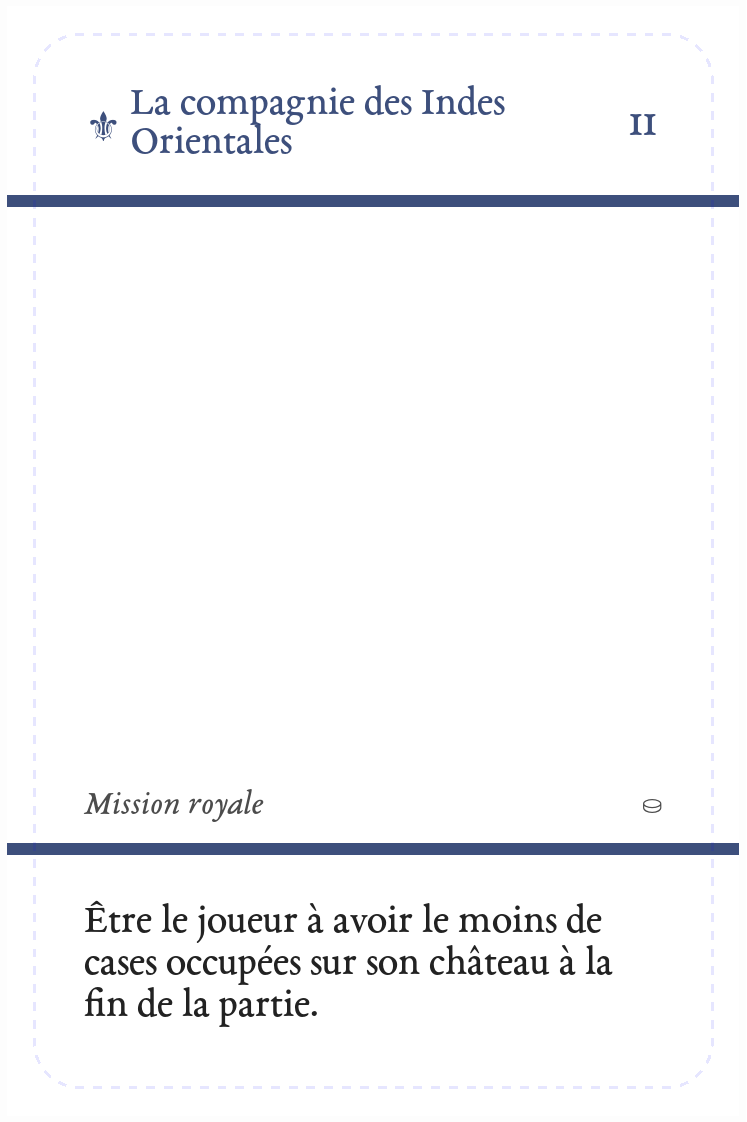 ⚜ La compagnie des Indes
Orientales
II
Mission royale
Être le joueur à avoir le moins de
cases occupées sur son château à la
fin de la partie.